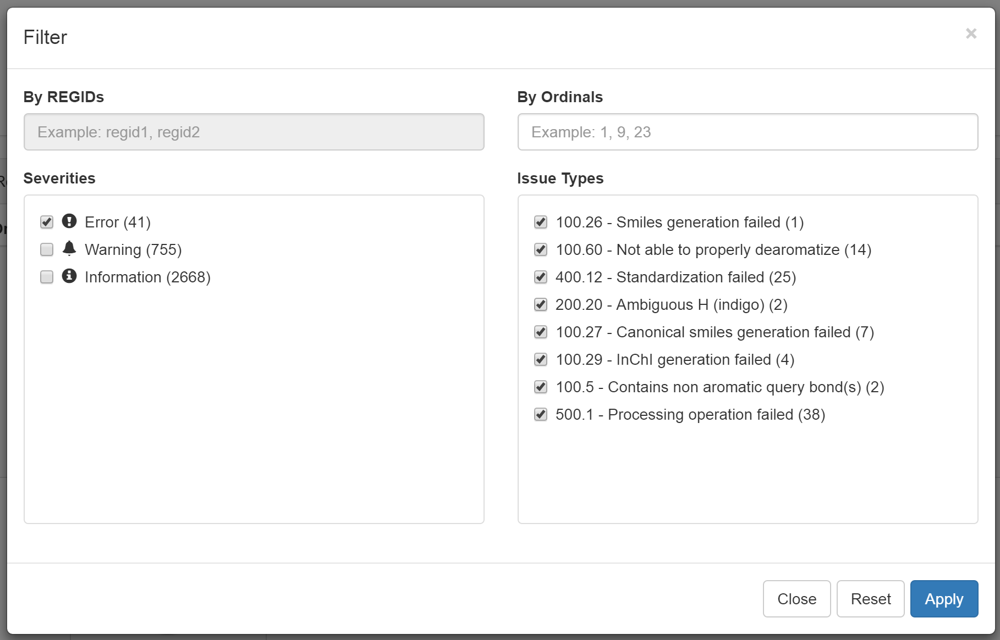 Filter
×
By REGIDs
Example: regid1, regid2
By Ordinals
Example: 1, 9, 23
Severities
Error (41)
Warning (755)
Information (2668)
Issue Types
100.26 - Smiles generation failed (1)
100.60 - Not able to properly dearomatize (14)
400.12 - Standardization failed (25)
200.20 - Ambiguous H (indigo) (2)
100.27 - Canonical smiles generation failed (7)
100.29 - InChI generation failed (4)
100.5 - Contains non aromatic query bond(s) (2)
500.1 - Processing operation failed (38)
Close
Reset
Apply